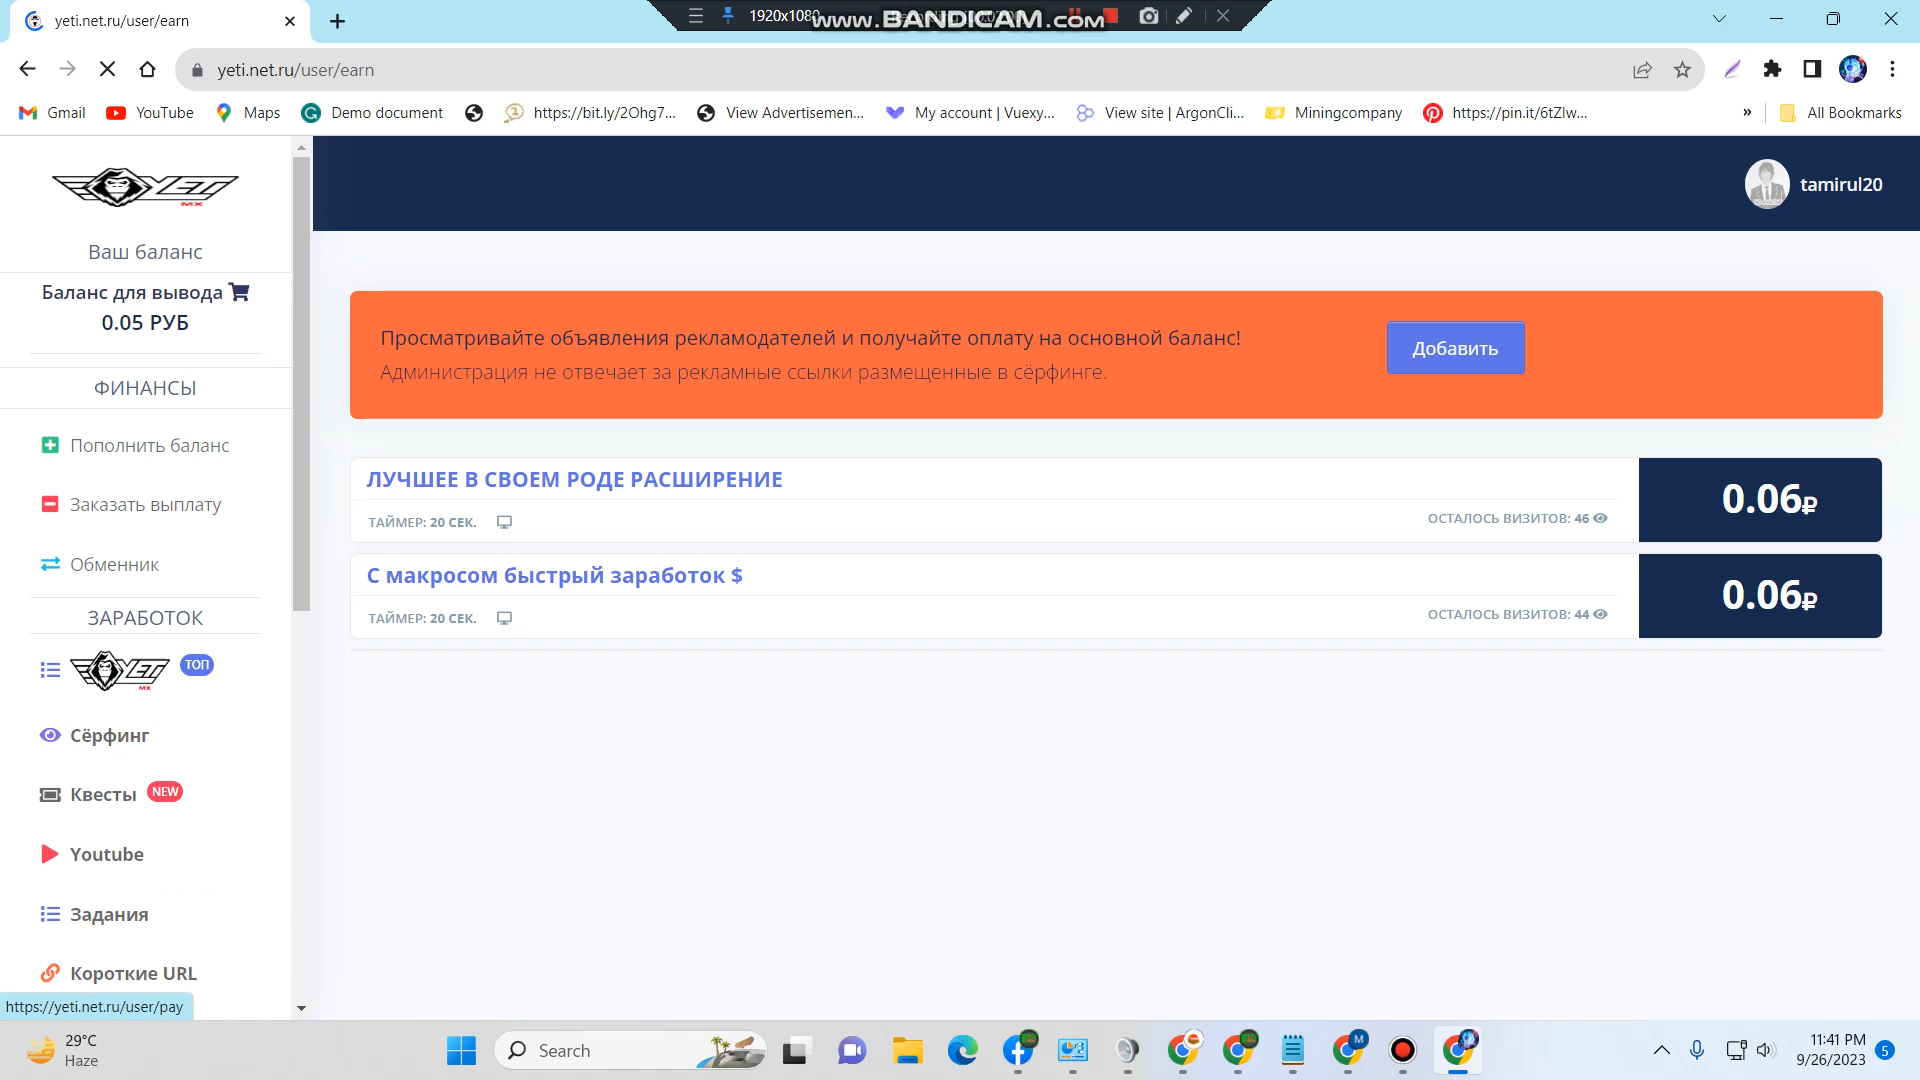 yeti.net.ru/user/earn
1920x1080
www.BANDICAM.com
yeti.net.ru/user/earn
Gmail
YouTube
Maps
Demo document
https://bit.ly/2Ohg7...
View Advertisemen...
My account | Vuexy...
View site | ArgonCli...
Miningcompany
https://pin.it/6tZlw...
»
All Bookmarks
YETI
MX
tamirul20
Ваш баланс
Баланс для вывода
0.05 РУБ
Просматривайте объявления рекламодателей и получайте оплату на основной баланс!
Администрация не отвечает за рекламные ссылки размещенные в сёрфинге.
Добавить
ФИНАНСЫ
Пополнить баланс
Заказать выплату
Обменник
ЛУЧШЕЕ В СВОЕМ РОДЕ РАСШИРЕНИЕ
ТАЙМЕР: 20 СЕК.
ОСТАЛОСЬ ВИЗИТОВ: 46
0.06₽
С макросом быстрый заработок $
ТАЙМЕР: 20 СЕК.
ОСТАЛОСЬ ВИЗИТОВ: 44
0.06₽
ЗАРАБОТОК
YETI
MX
ТОП
Сёрфинг
Квесты NEW
Youtube
Задания
Короткие URL
https://yeti.net.ru/user/pay
29°C
Haze
Search
11:41 PM
9/26/2023
5